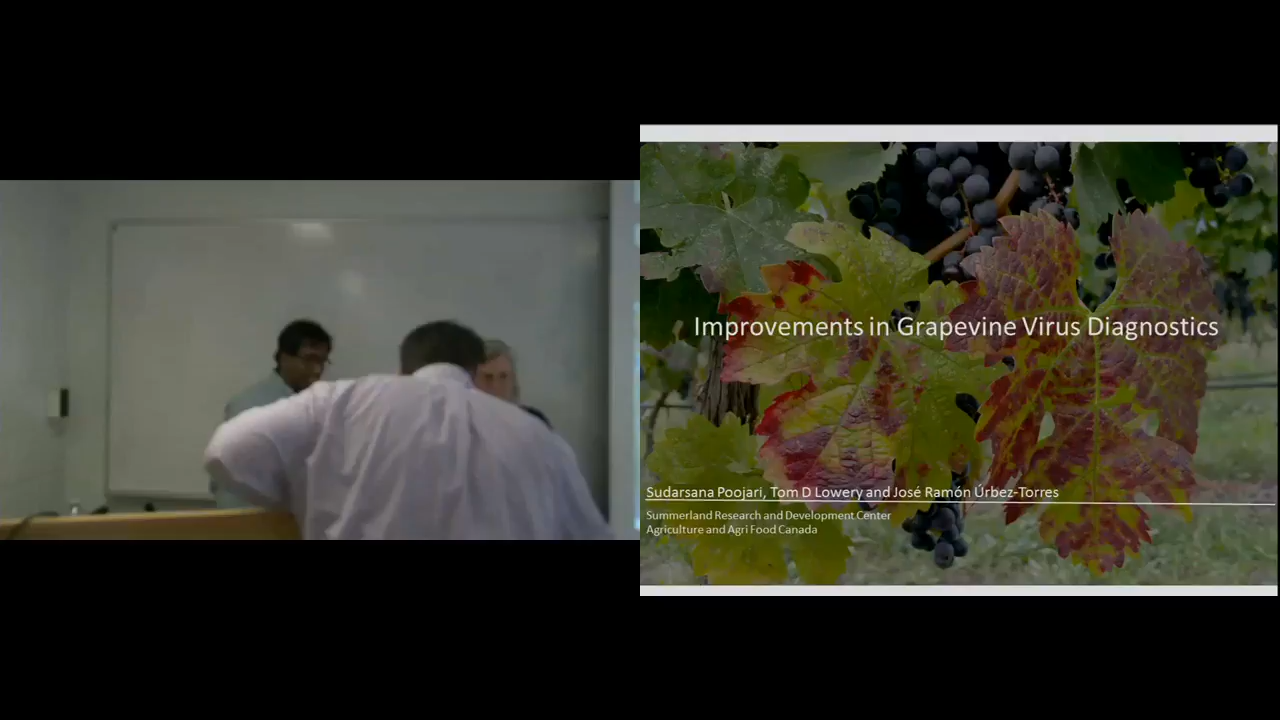 Improvements in Grapevine Virus Diagnostics
Sudarsana Poojari, Tom D Lowery and José Ramón Úrbez-Torres
Summerland Research and Development Center
Agriculture and Agri Food Canada